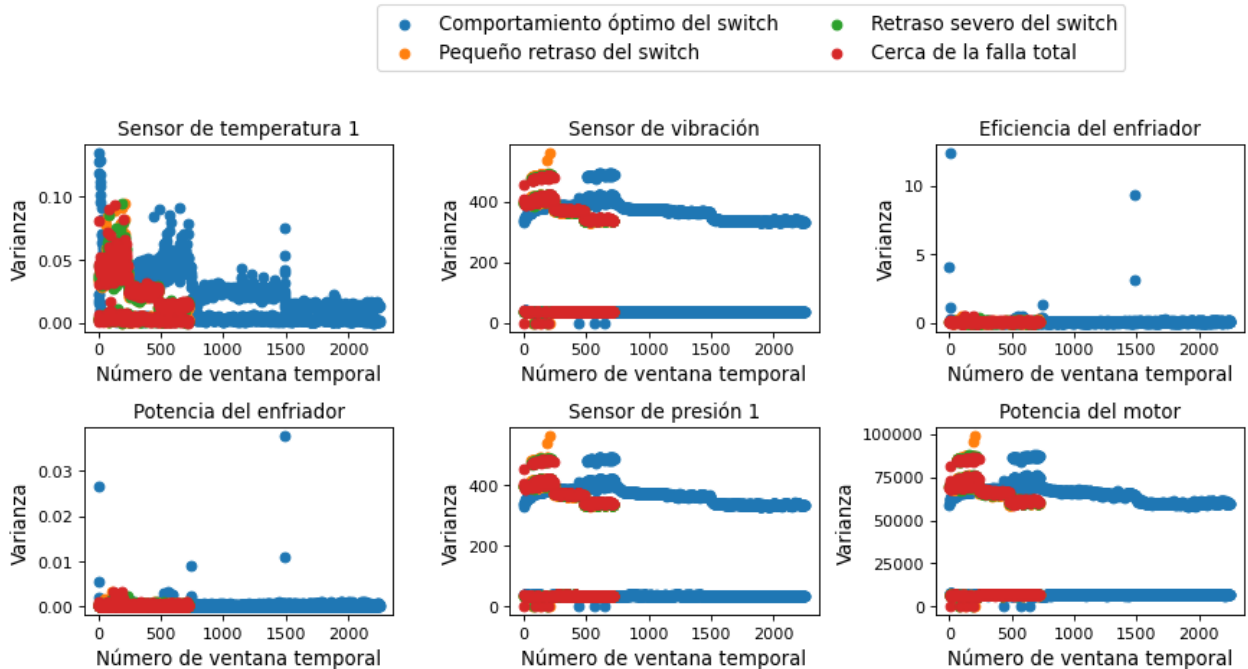 Comportamiento óptimo del switch
Pequeño retraso del switch
Retraso severo del switch
Cerca de la falla total
Sensor de temperatura 1
Varianza
0.10
0.05
0.00
0 500 1000 1500 2000
Número de ventana temporal
Sensor de vibración
Varianza
400
200
0
0 500 1000 1500 2000
Número de ventana temporal
Eficiencia del enfriador
Varianza
10
5
0
0 500 1000 1500 2000
Número de ventana temporal
Potencia del enfriador
Varianza
0.03
0.02
0.01
0.00
0 500 1000 1500 2000
Número de ventana temporal
Sensor de presión 1
Varianza
400
200
0
0 500 1000 1500 2000
Número de ventana temporal
Potencia del motor
Varianza
100000
75000
50000
25000
0
0 500 1000 1500 2000
Número de ventana temporal